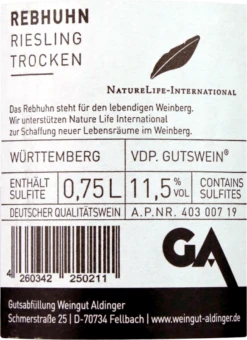 REBHUHN
RIESLING
TROCKEN
NATURELIFE-INTERNATIONAL
Das Rebhuhn steht für den lebendigen Weinberg.
Wir unterstützen Nature Life International
zur Schaffung neuer Lebensräume im Weinberg.
WÜRTTEMBERG VDP. GUTSWEIN®
ENTHÄLT SULFITE 0,75L 11,5% VOL CONTAINS SULFITES
DEUTSCHER QUALITÄTSWEIN A.P.NR. 403 007 19
GA
4 260342 250211
Gutsabfüllung Weingut Aldinger
Schmerstraße 25 | D-70734 Fellbach | www.weingut-aldinger.de